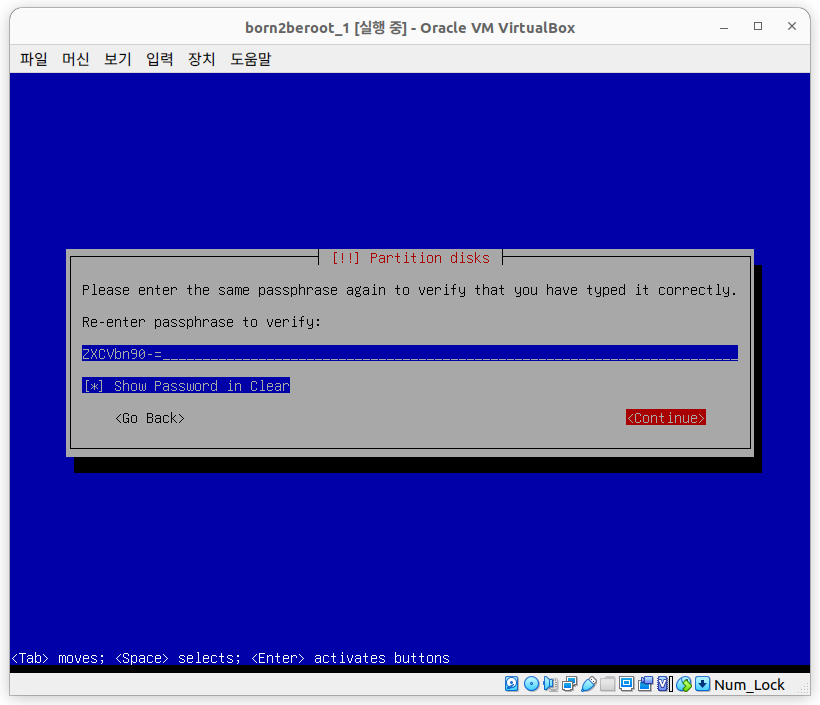 born2beroot_1 [실행 중] - Oracle VM VirtualBox
파일 머신 보기 입력 장치 도움말
[!!] Partition disks
Please enter the same passphrase again to verify that you have typed it correctly.
Re-enter passphrase to verify:
ZXCVbn90-=
[*] Show Password in Clear
<Go Back> <Continue>
<Tab> moves; <Space> selects; <Enter> activates buttons
Num_Lock